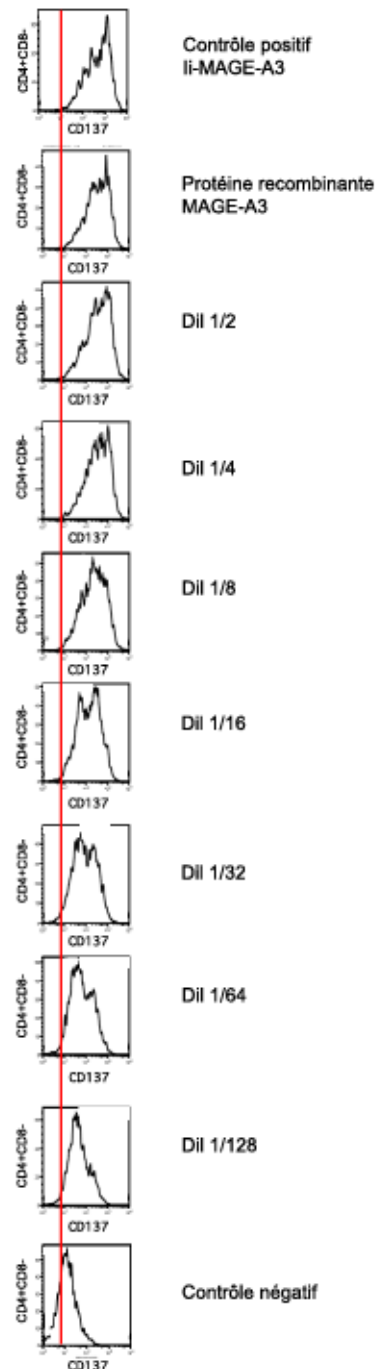 CD4+CD8-
CD137
Contrôle positif
Ii-MAGE-A3
CD4+CD8-
CD137
Protéine recombinante
MAGE-A3
CD4+CD8-
CD137
Dil 1/2
CD4+CD8-
CD137
Dil 1/4
CD4+CD8-
CD137
Dil 1/8
CD4+CD8-
CD137
Dil 1/16
CD4+CD8-
CD137
Dil 1/32
CD4+CD8-
CD137
Dil 1/64
CD4+CD8-
CD137
Dil 1/128
CD4+CD8-
CD137
Contrôle négatif